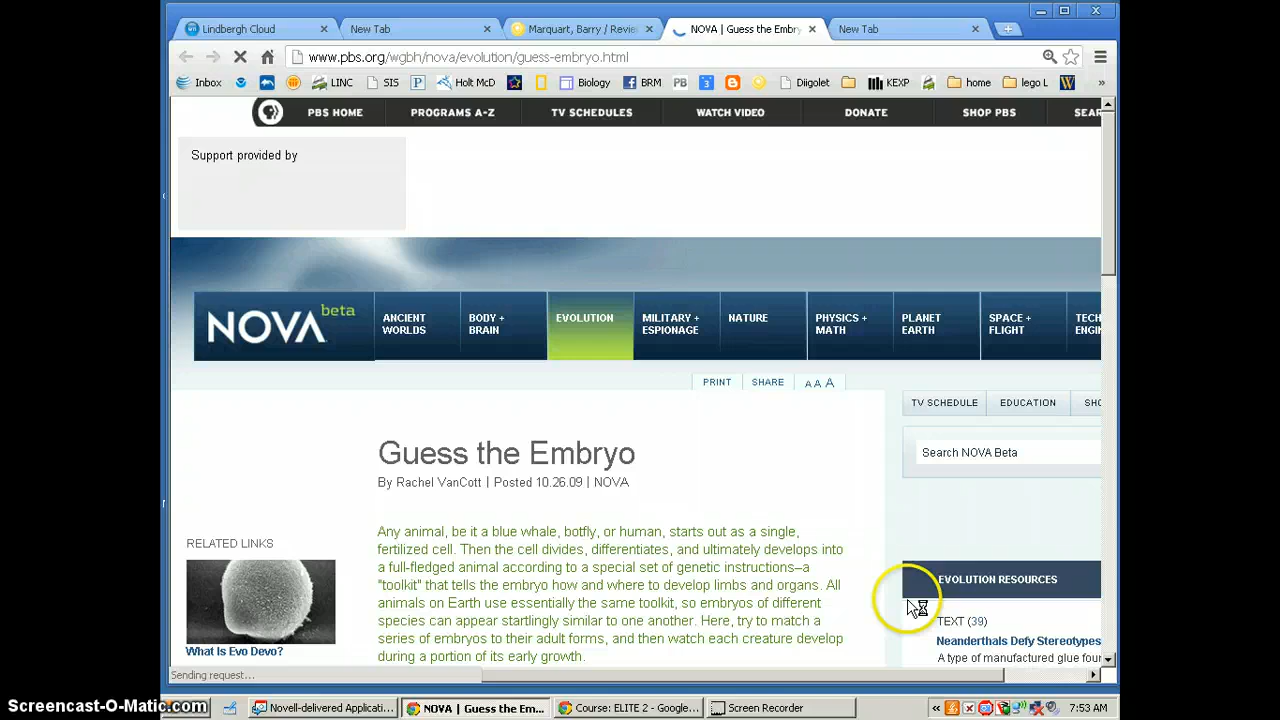 Lindbergh Cloud
New Tab
Marquart, Barry / Revie
NOVA | Guess the Embry
New Tab
www.pbs.org/wgbh/nova/evolution/guess-embryo.html
Inbox
LINC
SIS
Holt McD
Biology
BRM
PB
3
Diigolet
KEXP
home
lego L
W
»
PBS HOME
PROGRAMS A-Z
TV SCHEDULES
WATCH VIDEO
DONATE
SHOP PBS
SEAR
Support provided by
NOVA beta
ANCIENT WORLDS
BODY + BRAIN
EVOLUTION
MILITARY + ESPIONAGE
NATURE
PHYSICS + MATH
PLANET EARTH
SPACE + FLIGHT
TECH
ENGIN
PRINT
SHARE
A A A
TV SCHEDULE
EDUCATION
SHO
Guess the Embryo
Search NOVA Beta
By Rachel VanCott | Posted 10.26.09 | NOVA
Any animal, be it a blue whale, botfly, or human, starts out as a single,
fertilized cell. Then the cell divides, differentiates, and ultimately develops into
a full-fledged animal according to a special set of genetic instructions–a
"toolkit" that tells the embryo how and where to develop limbs and organs. All
animals on Earth use essentially the same toolkit, so embryos of different
species can appear startlingly similar to one another. Here, try to match a
series of embryos to their adult forms, and then watch each creature develop
during a portion of its early growth.
RELATED LINKS
What Is Evo Devo?
EVOLUTION RESOURCES
TEXT (39)
Neanderthals Defy Stereotypes
A type of manufactured glue four
Sending request...
Screencast-O-Matic.com
Novell-delivered Applicatio...
NOVA | Guess the Em...
Course: ELITE 2 - Google...
Screen Recorder
«
7:53 AM